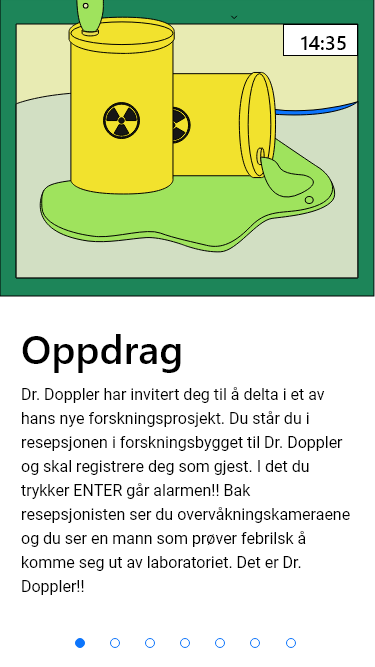 14:35
Oppdrag
Dr. Doppler har invitert deg til å delta i et av
hans nye forskningsprosjekt. Du står du i
resepsjonen i forskningsbygget til Dr. Doppler
og skal registrere deg som gjest. I det du
trykker ENTER går alarmen!! Bak
resepsjonisten ser du overvåkningskameraene
og du ser en mann som prøver febrilsk å
komme seg ut av laboratoriet. Det er Dr.
Doppler!!